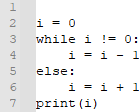 1
2 i = 0
3 while i != 0:
4     i = i - 1
5 else:
6     i = i + 1
7 print(i)